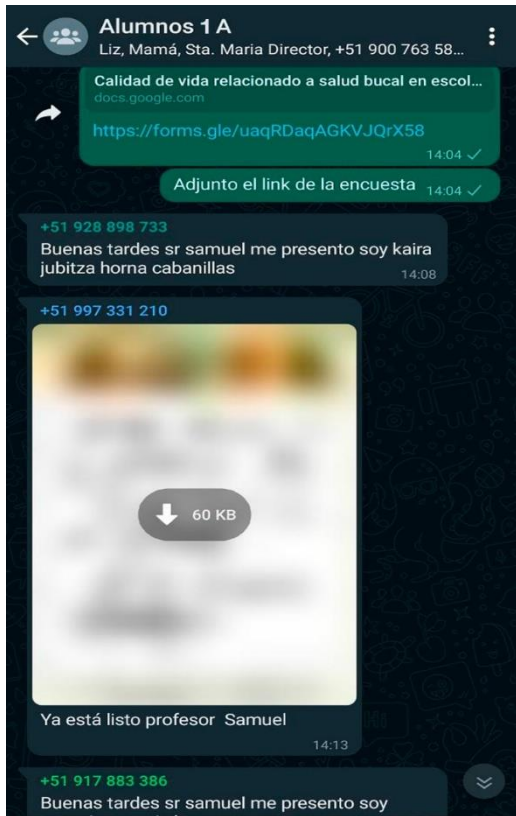 Alumnos 1 A
Liz, Mamá, Sta. Maria Director, +51 900 763 58...
Calidad de vida relacionado a salud bucal en escol...
docs.google.com
https://forms.gle/uaqRDaqAGKVJQrX58
14:04
Adjunto el link de la encuesta 14:04
+51 928 898 733
Buenas tardes sr samuel me presento soy kaira
jubitza horna cabanillas
14:08
+51 997 331 210
60 KB
Ya está listo profesor Samuel
14:13
+51 917 883 386
Buenas tardes sr samuel me presento soy